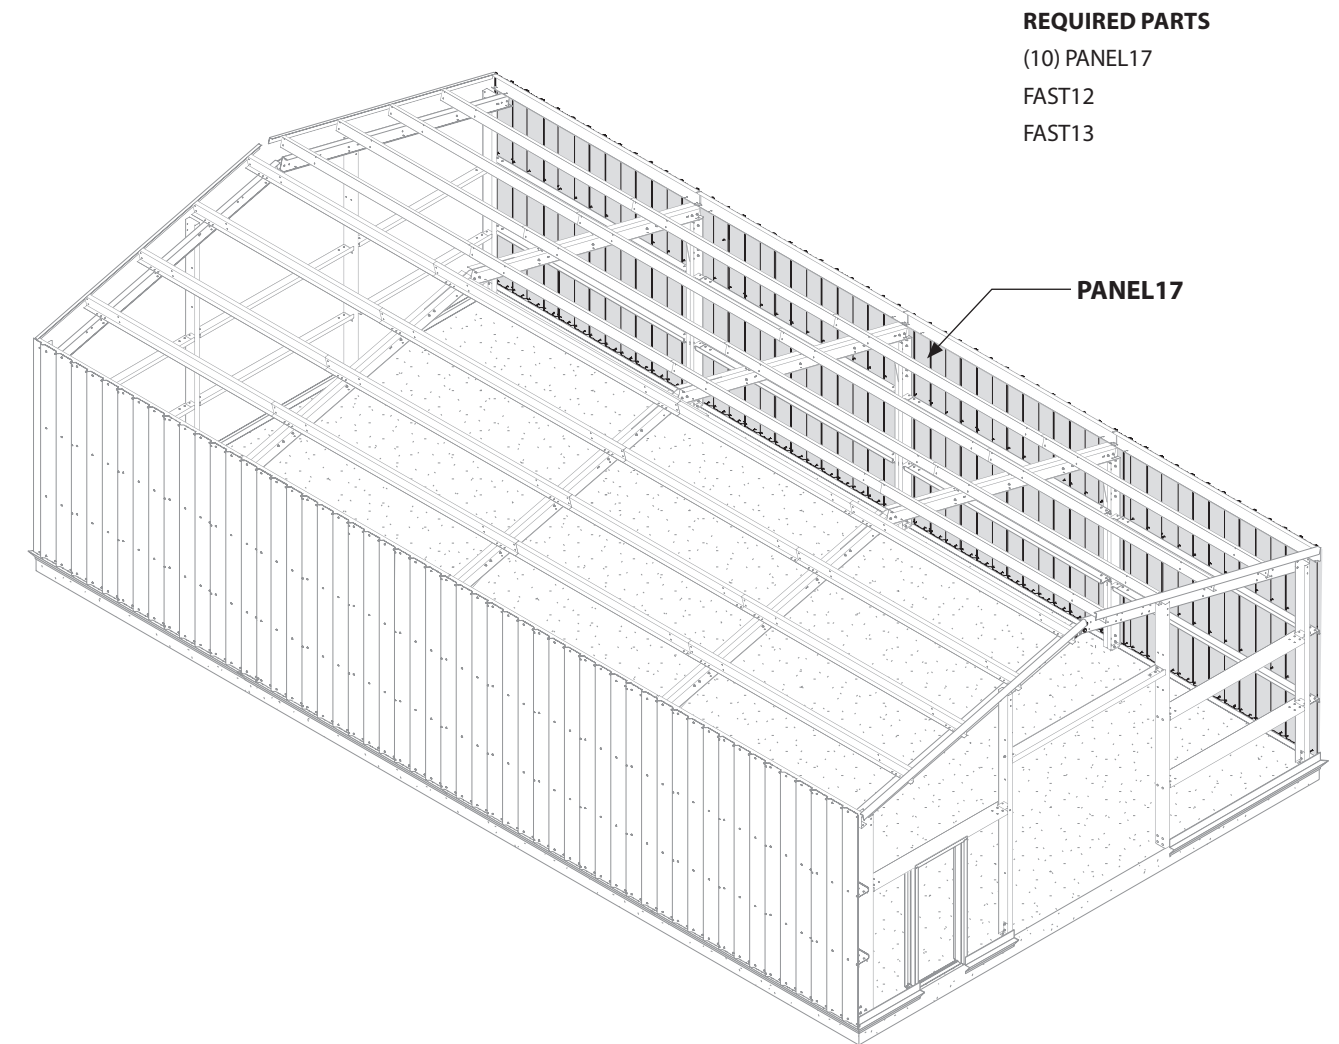 REQUIRED PARTS
(10) PANEL17
FAST12
FAST13
PANEL17